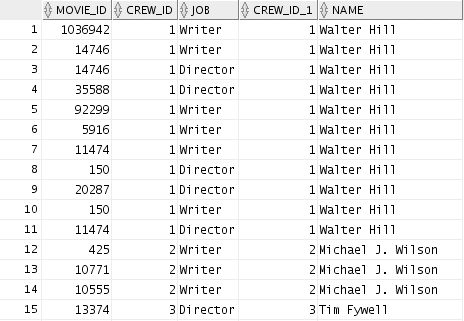 MOVIE_ID CREW_ID JOB CREW_ID_1 NAME
1 1036942 1 Writer 1 Walter Hill
2 14746 1 Writer 1 Walter Hill
3 14746 1 Director 1 Walter Hill
4 35588 1 Director 1 Walter Hill
5 92299 1 Writer 1 Walter Hill
6 5916 1 Writer 1 Walter Hill
7 11474 1 Writer 1 Walter Hill
8 150 1 Director 1 Walter Hill
9 20287 1 Director 1 Walter Hill
10 150 1 Writer 1 Walter Hill
11 11474 1 Director 1 Walter Hill
12 425 2 Writer 2 Michael J. Wilson
13 10771 2 Writer 2 Michael J. Wilson
14 10555 2 Writer 2 Michael J. Wilson
15 13374 3 Director 3 Tim Fywell